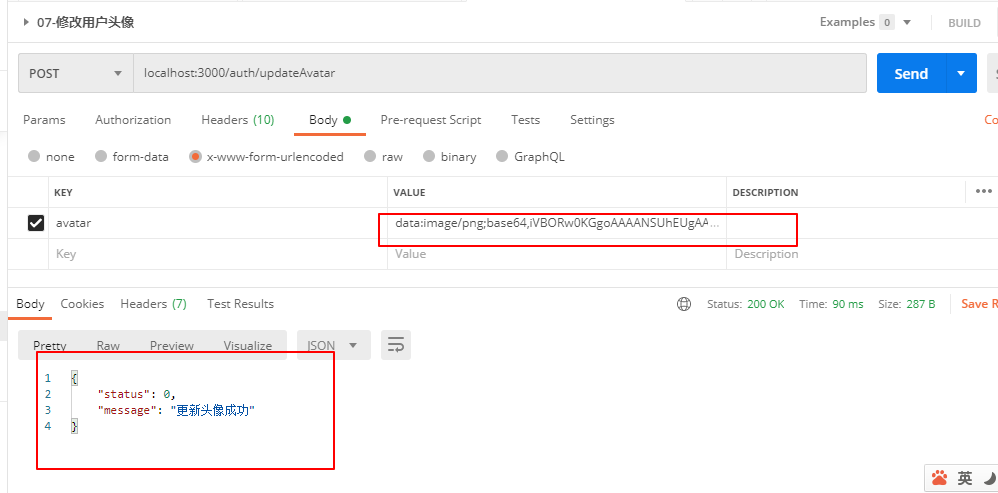 07-修改用户头像 Examples 0 BUILD
POST localhost:3000/auth/updateAvatar Send
Params Authorization Headers (10) Body Pre-request Script Tests Settings Co
none form-data x-www-form-urlencoded raw binary GraphQL
KEY VALUE DESCRIPTION
avatar data:image/png;base64,iVBORw0KGgoAAAANSUhEUgAA...
Key Value Description
Body Cookies Headers (7) Test Results Status: 200 OK Time: 90 ms Size: 287 B Save R
Pretty Raw Preview Visualize JSON
1 {
2 "status": 0,
3 "message": "更新头像成功"
4 }
英